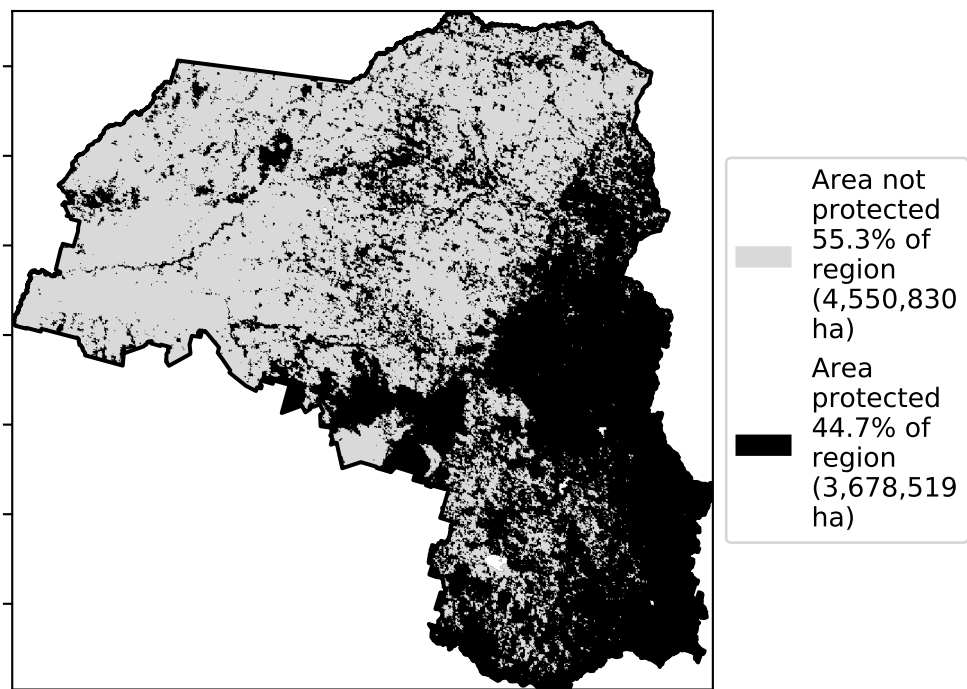 Area not
protected
55.3% of
region
(4,550,830
ha)
Area
protected
44.7% of
region
(3,678,519
ha)